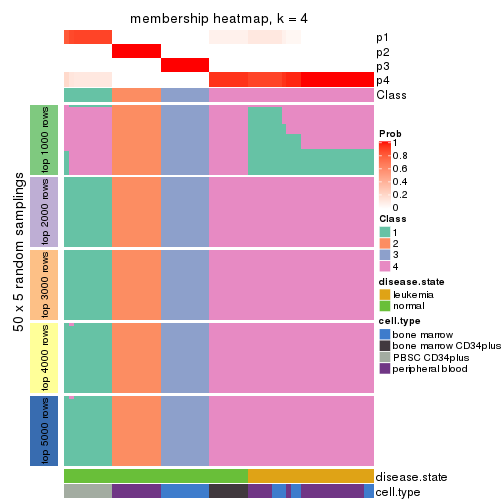 membership heatmap, k = 4
p1
p2
p3
p4
Class
50 x 5 random samplings
top 1000 rows
top 2000 rows
top 3000 rows
top 4000 rows
top 5000 rows
Prob
1
0.8
0.6
0.4
0.2
0
Class
1
2
3
4
disease.state
leukemia
normal
cell.type
bone marrow
bone marrow CD34plus
PBSC CD34plus
peripheral blood
disease.state
cell.type